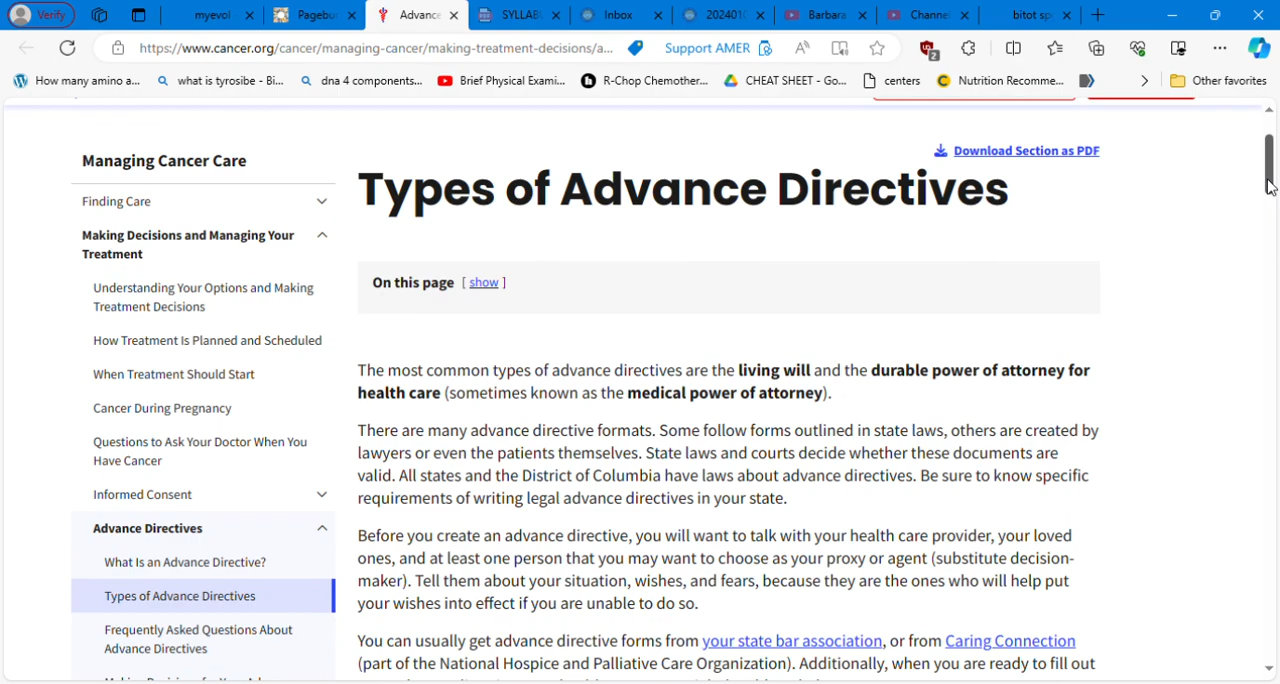 Verify
myevol
Pagebu
Advance
SYLLAB
Inbox
2024010
Barbara
Channe
bitot sp
https://www.cancer.org/cancer/managing-cancer/making-treatment-decisions/a...
Support AMER
2
How many amino a...
what is tyrosibe - Bi...
dna 4 components...
Brief Physical Exami...
R-Chop Chemother...
CHEAT SHEET - Go...
centers
Nutrition Recomme...
Other favorites
Managing Cancer Care
Finding Care
Making Decisions and Managing Your
Treatment
Understanding Your Options and Making
Treatment Decisions
How Treatment Is Planned and Scheduled
When Treatment Should Start
Cancer During Pregnancy
Questions to Ask Your Doctor When You
Have Cancer
Informed Consent
Advance Directives
What Is an Advance Directive?
Types of Advance Directives
Frequently Asked Questions About
Advance Directives
Download Section as PDF
Types of Advance Directives
On this page [ show ]
The most common types of advance directives are the living will and the durable power of attorney for
health care (sometimes known as the medical power of attorney).
There are many advance directive formats. Some follow forms outlined in state laws, others are created by
lawyers or even the patients themselves. State laws and courts decide whether these documents are
valid. All states and the District of Columbia have laws about advance directives. Be sure to know specific
requirements of writing legal advance directives in your state.
Before you create an advance directive, you will want to talk with your health care provider, your loved
ones, and at least one person that you may want to choose as your proxy or agent (substitute decision-
maker). Tell them about your situation, wishes, and fears, because they are the ones who will help put
your wishes into effect if you are unable to do so.
You can usually get advance directive forms from your state bar association, or from Caring Connection
(part of the National Hospice and Palliative Care Organization). Additionally, when you are ready to fill out